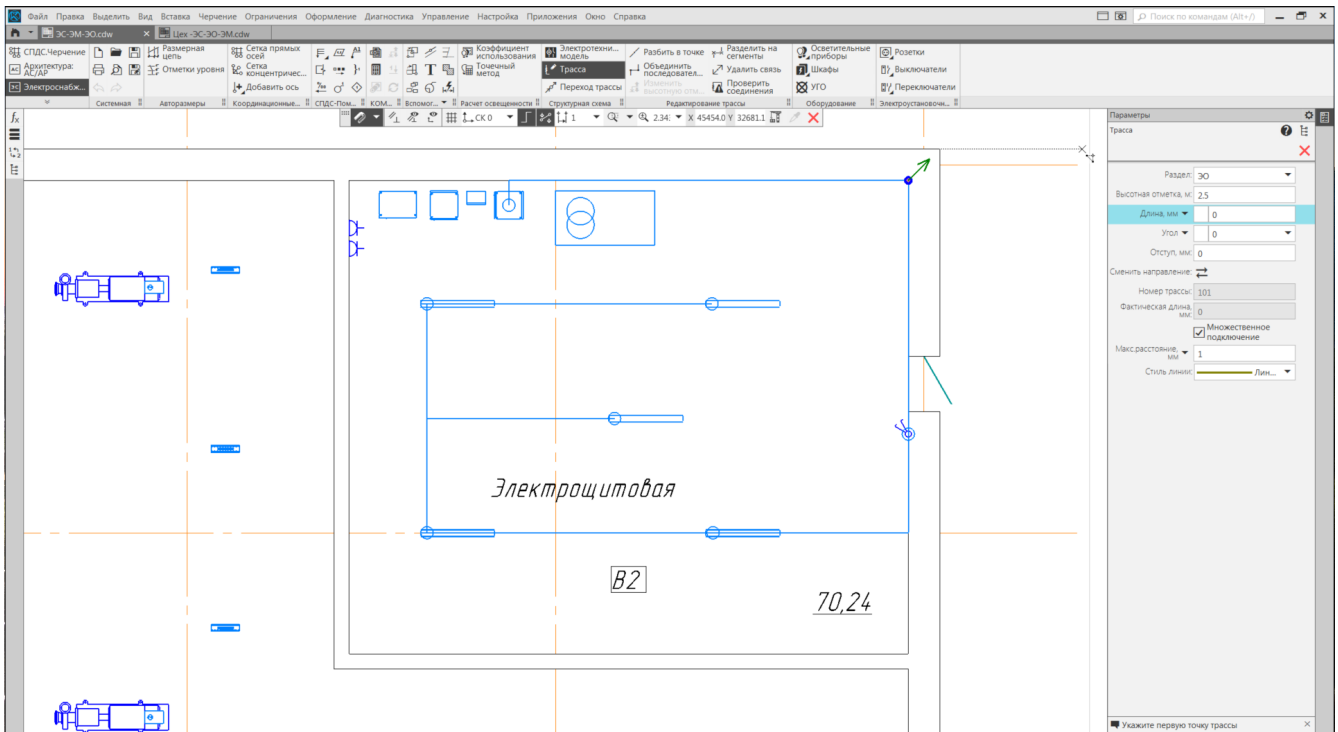 Файл Правка Выделить Вид Вставка Черчение Ограничения Оформление Диагностика Управление Настройка Приложения Окно Справка
Поиск по командам (Alt+/)
ЭС-ЭМ-ЭО.cdw
Цех -ЭС-ЭО-ЭМ.cdw
СПДС.Черчение
Архитектура: АС/АР
Электроснабж...
Системная
Размерная цепь
Отметки уровня
Авторазмеры
Сетка прямых осей
Сетка концентричес...
Добавить ось
Координационные...
СПДС-Пом...
КОМ...
Вспомог...
Коэффициент использования
Точечный метод
Расчет освещенности
Электротехни... модель
Трасса
Переход трассы
Структурная схема
Разбить в точке
Объединить последовател...
Изменить высотную отм...
Разделить на сегменты
Удалить связь
Проверить соединения
Редактирование трассы
Осветительные приборы
Шкафы
УГО
Оборудование
Розетки
Выключатели
Переключатели
Электроустановочн...
СК 0
1
2.34
X 45454.0 Y 32681.1
Параметры
Трасса
Раздел: ЭО
Высотная отметка, м: 2.5
Длина, мм 0
Угол 0
Отступ, мм: 0
Сменить направление:
Номер трассы: 101
Фактическая длина, мм: 0
Множественное подключение
Макс.расстояние, мм 1
Стиль линии: Лин...
Электрощитовая
В2
70,24
Укажите первую точку трассы